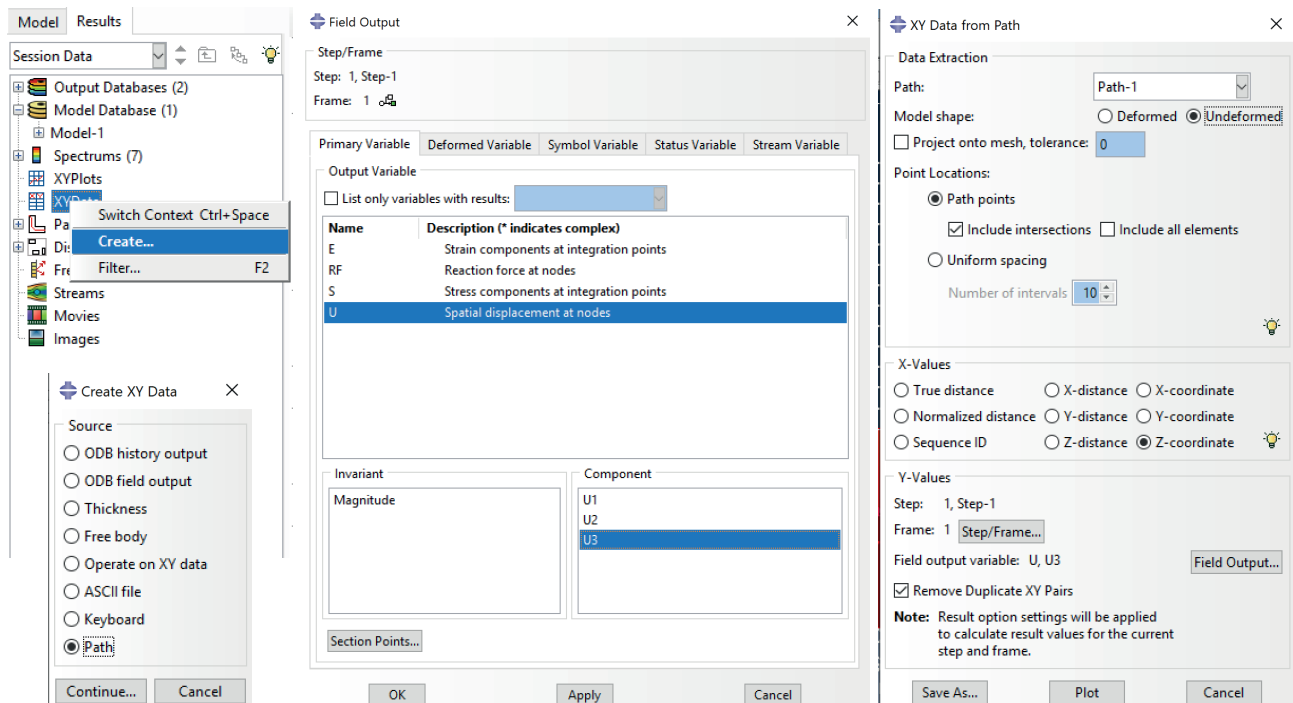 Model Results
Session Data
Output Databases (2)
Model Database (1)
Model-1
Spectrums (7)
XYPlots
XYData
Switch Context Ctrl+Space
Pa
Create...
Dis
Filter... F2
Fre
Streams
Movies
Images
Create XY Data
Source
ODB history output
ODB field output
Thickness
Free body
Operate on XY data
ASCII file
Keyboard
Path
Continue... Cancel
Field Output
Step/Frame
Step: 1, Step-1
Frame: 1
Primary Variable Deformed Variable Symbol Variable Status Variable Stream Variable
Output Variable
List only variables with results:
Name Description (* indicates complex)
E Strain components at integration points
RF Reaction force at nodes
S Stress components at integration points
U Spatial displacement at nodes
Invariant Component
Magnitude U1
U2
U3
Section Points...
OK Apply Cancel
XY Data from Path
Data Extraction
Path: Path-1
Model shape: Deformed Undeformed
Project onto mesh, tolerance: 0
Point Locations:
Path points
Include intersections Include all elements
Uniform spacing
Number of intervals 10
X-Values
True distance X-distance X-coordinate
Normalized distance Y-distance Y-coordinate
Sequence ID Z-distance Z-coordinate
Y-Values
Step: 1, Step-1
Frame: 1 Step/Frame...
Field output variable: U, U3 Field Output...
Remove Duplicate XY Pairs
Note: Result option settings will be applied
to calculate result values for the current
step and frame.
Save As... Plot Cancel